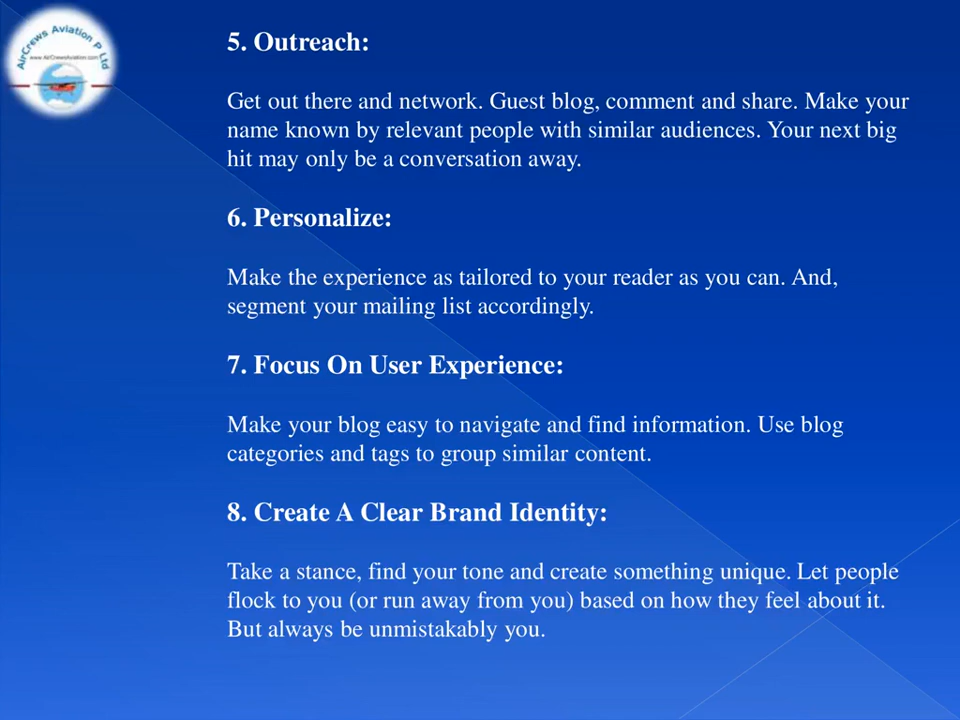 AirCrews Aviation P Ltd
www.AirCrewsAviation.com
5. Outreach:
Get out there and network. Guest blog, comment and share. Make your
name known by relevant people with similar audiences. Your next big
hit may only be a conversation away.
6. Personalize:
Make the experience as tailored to your reader as you can. And,
segment your mailing list accordingly.
7. Focus On User Experience:
Make your blog easy to navigate and find information. Use blog
categories and tags to group similar content.
8. Create A Clear Brand Identity:
Take a stance, find your tone and create something unique. Let people
flock to you (or run away from you) based on how they feel about it.
But always be unmistakably you.